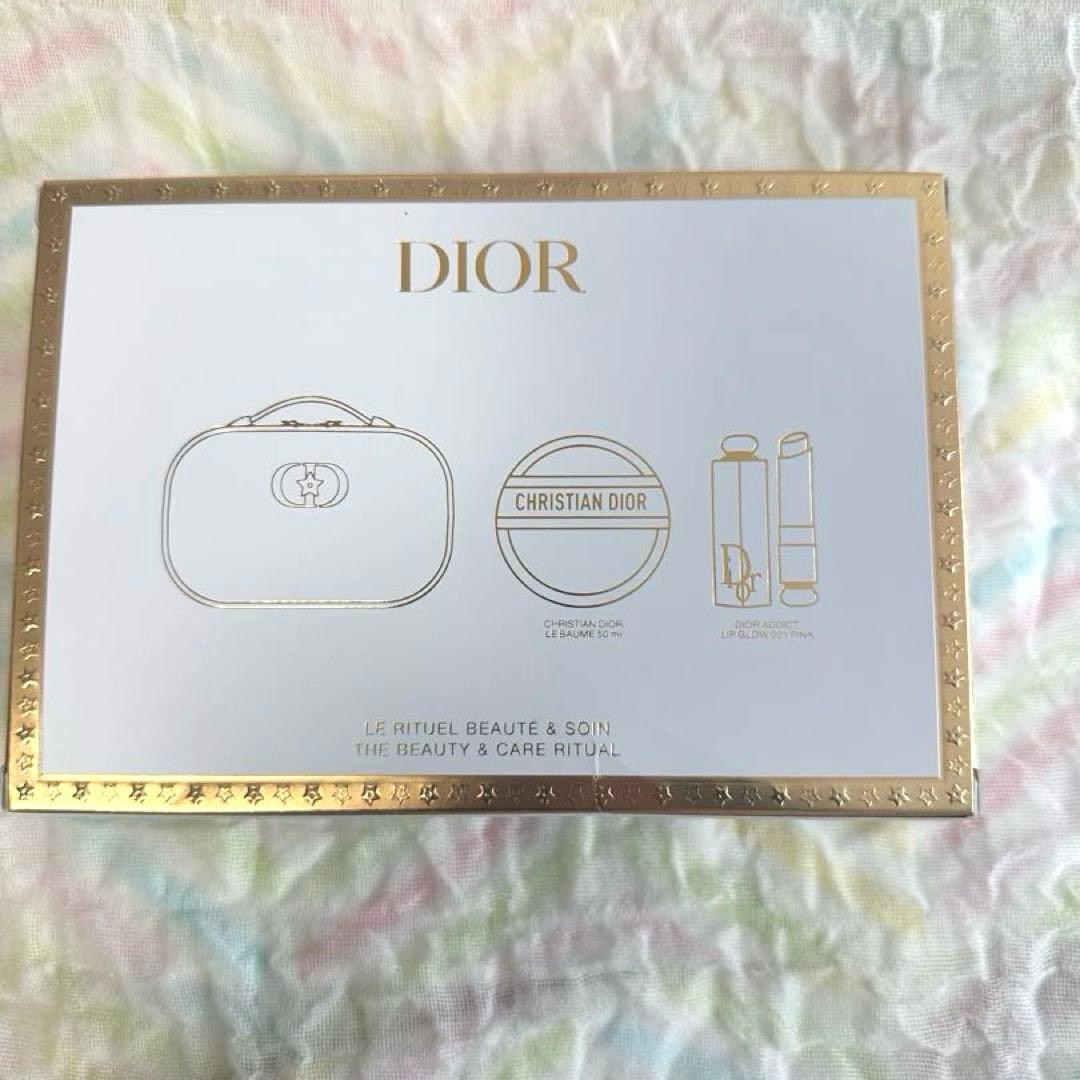 DIOR
CHRISTIAN DIOR
Dior
CHRISTIAN DIOR
LE BAUME 50 ml
DIOR ADDICT
LIP GLOW 001 PINK
LE RITUEL BEAUTÉ & SOIN
THE BEAUTY & CARE RITUAL